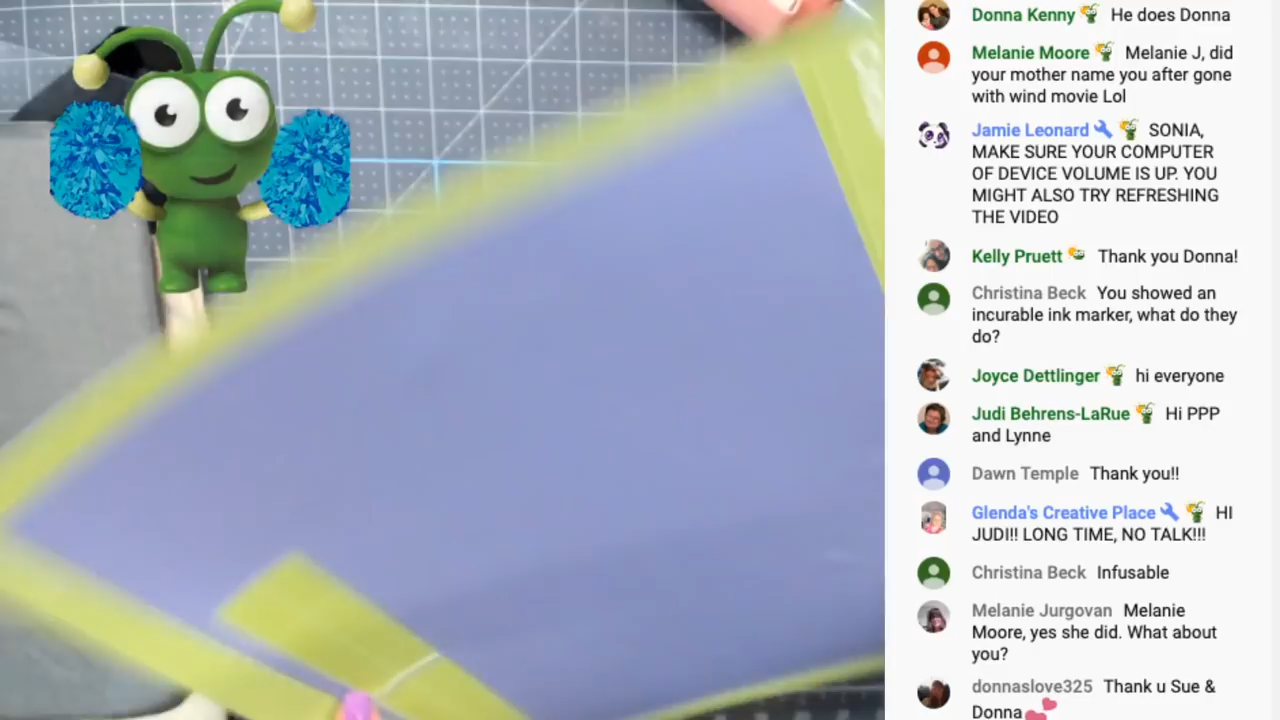 Donna Kenny He does Donna
Melanie Moore Melanie J, did
your mother name you after gone
with wind movie Lol
Jamie Leonard SONIA,
MAKE SURE YOUR COMPUTER
OF DEVICE VOLUME IS UP. YOU
MIGHT ALSO TRY REFRESHING
THE VIDEO
Kelly Pruett Thank you Donna!
Christina Beck You showed an
incurable ink marker, what do they
do?
Joyce Dettlinger hi everyone
Judi Behrens-LaRue Hi PPP
and Lynne
Dawn Temple Thank you!!
Glenda's Creative Place HI
JUDI!! LONG TIME, NO TALK!!!
Christina Beck Infusable
Melanie Jurgovan Melanie
Moore, yes she did. What about
you?
donnaslove325 Thank u Sue &
Donna